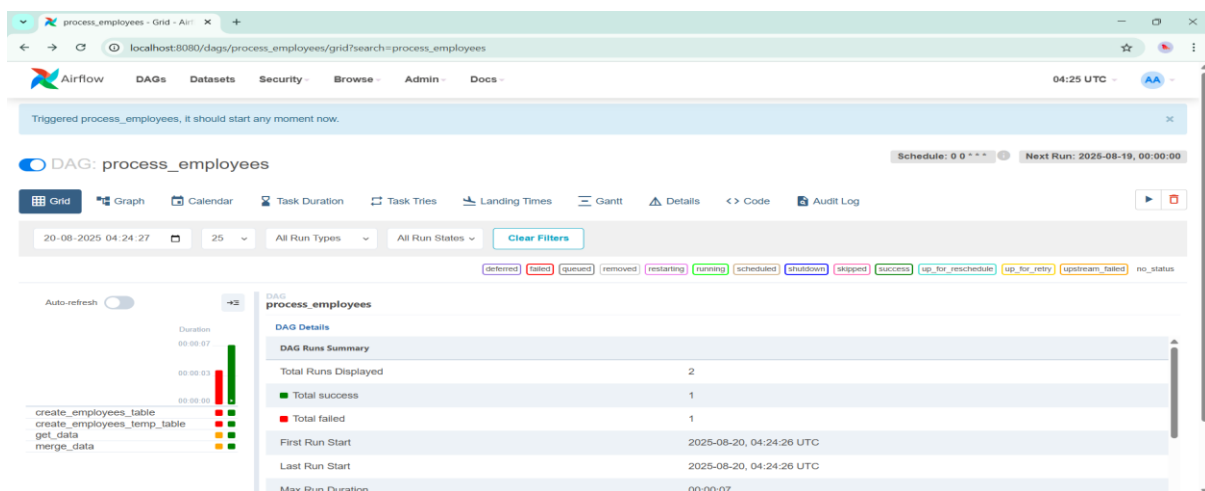 process_employees - Grid - Airf
localhost:8080/dags/process_employees/grid?search=process_employees
Airflow DAGs Datasets Security Browse Admin Docs 04:25 UTC AA
Triggered process_employees, it should start any moment now.
DAG: process_employees Schedule: 0 0 * * * Next Run: 2025-08-19, 00:00:00
Grid Graph Calendar Task Duration Task Tries Landing Times Gantt Details Code Audit Log
20-08-2025 04:24:27 25 All Run Types All Run States Clear Filters
deferred failed queued removed restarting running scheduled shutdown skipped success up_for_reschedule up_for_retry upstream_failed no_status
Auto-refresh
Duration
00:00:07
00:00:03
00:00:00
create_employees_table
create_employees_temp_table
get_data
merge_data
DAG
process_employees
DAG Details
DAG Runs Summary
Total Runs Displayed 2
Total success 1
Total failed 1
First Run Start 2025-08-20, 04:24:26 UTC
Last Run Start 2025-08-20, 04:24:26 UTC
Max Run Duration 00:00:07